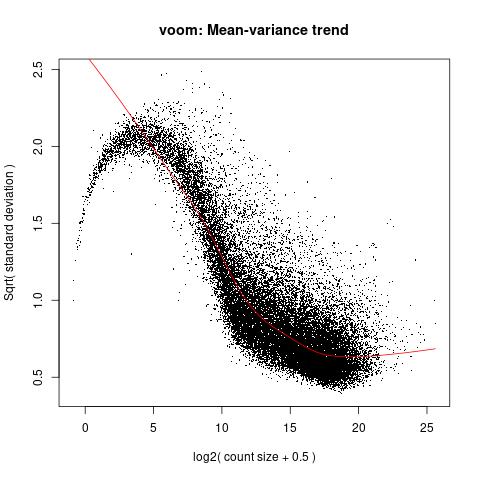 voom: Mean-variance trend
Sqrt( standard deviation )
2.5
2.0
1.5
1.0
0.5
0 5 10 15 20 25
log2( count size + 0.5 )